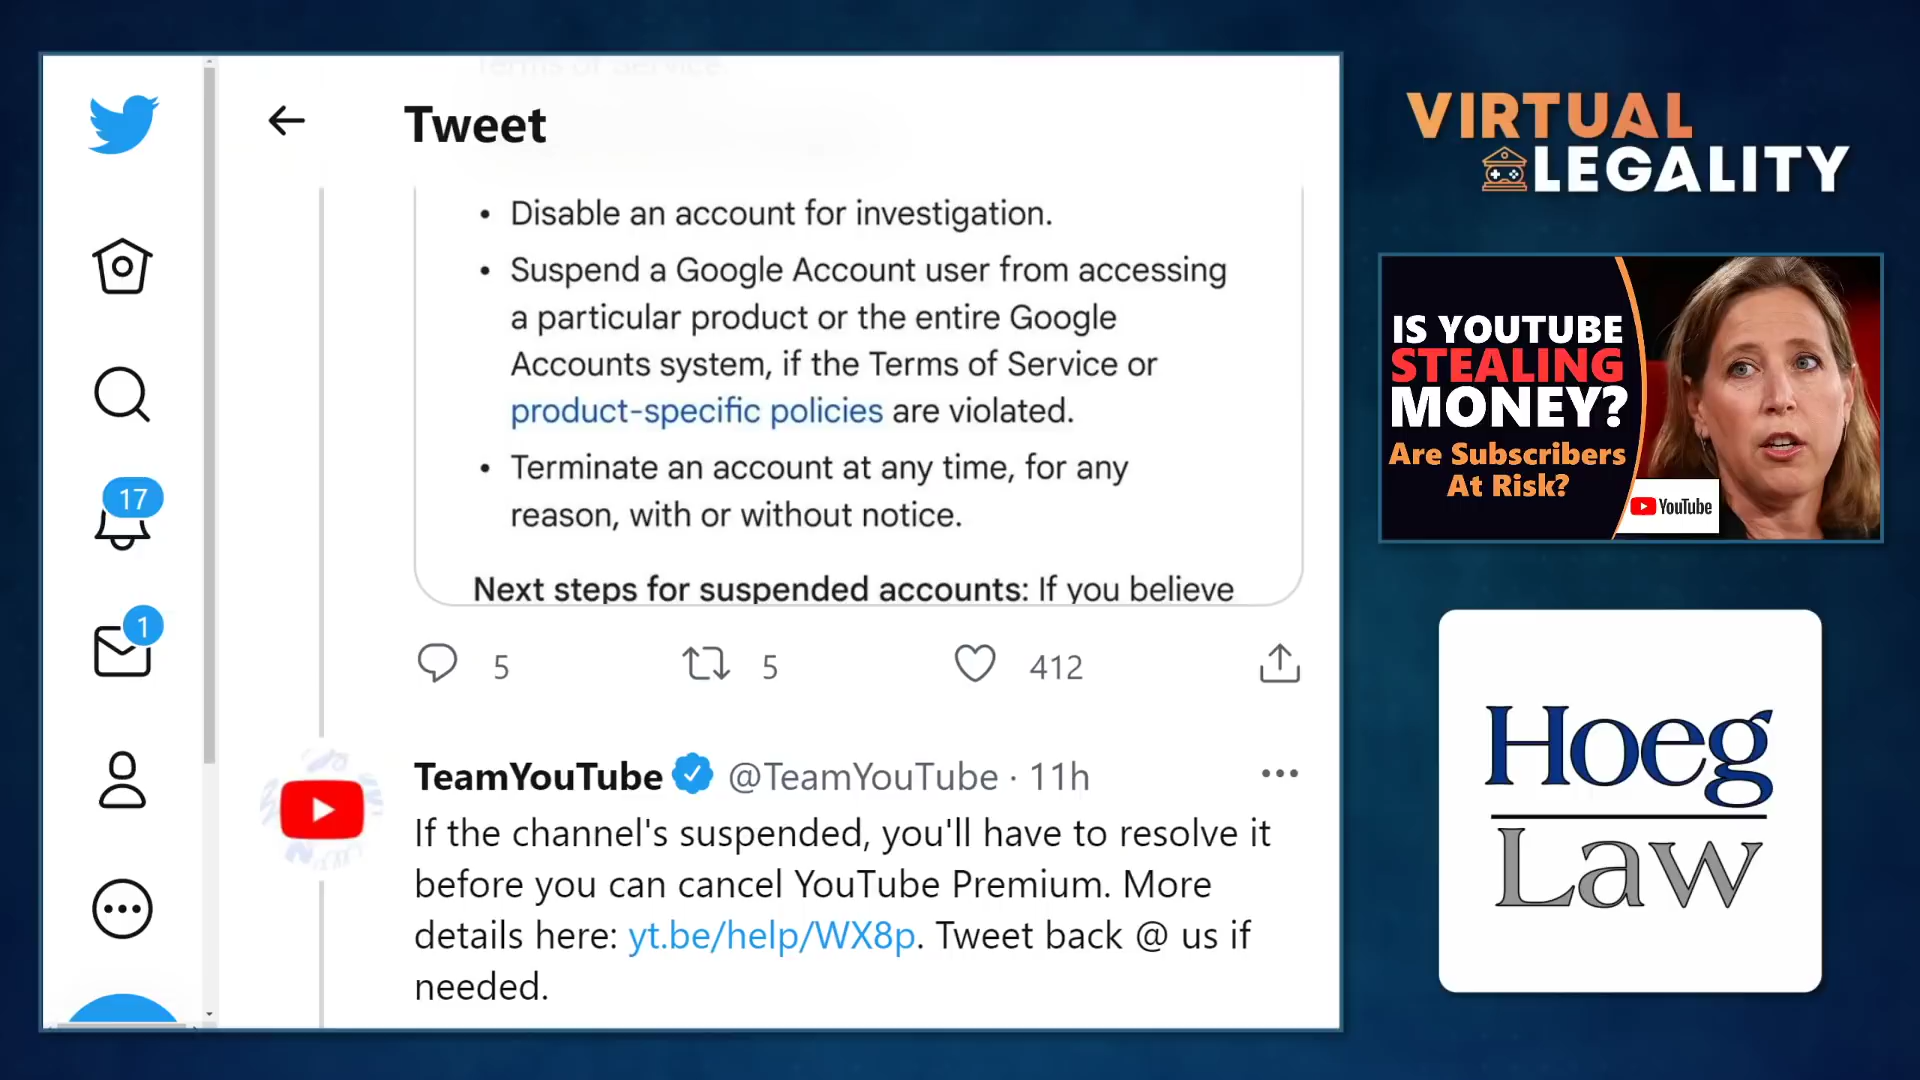 Terms of Service.
Tweet
• Disable an account for investigation.
• Suspend a Google Account user from accessing
a particular product or the entire Google
Accounts system, if the Terms of Service or
product-specific policies are violated.
• Terminate an account at any time, for any
reason, with or without notice.
Next steps for suspended accounts: If you believe
5
5
412
17
1
TeamYouTube @TeamYouTube · 11h
If the channel's suspended, you'll have to resolve it
before you can cancel YouTube Premium. More
details here: yt.be/help/WX8p. Tweet back @ us if
needed.
VIRTUAL
LEGALITY
IS YOUTUBE
STEALING
MONEY?
Are Subscribers
At Risk?
YouTube
Hoeg
Law